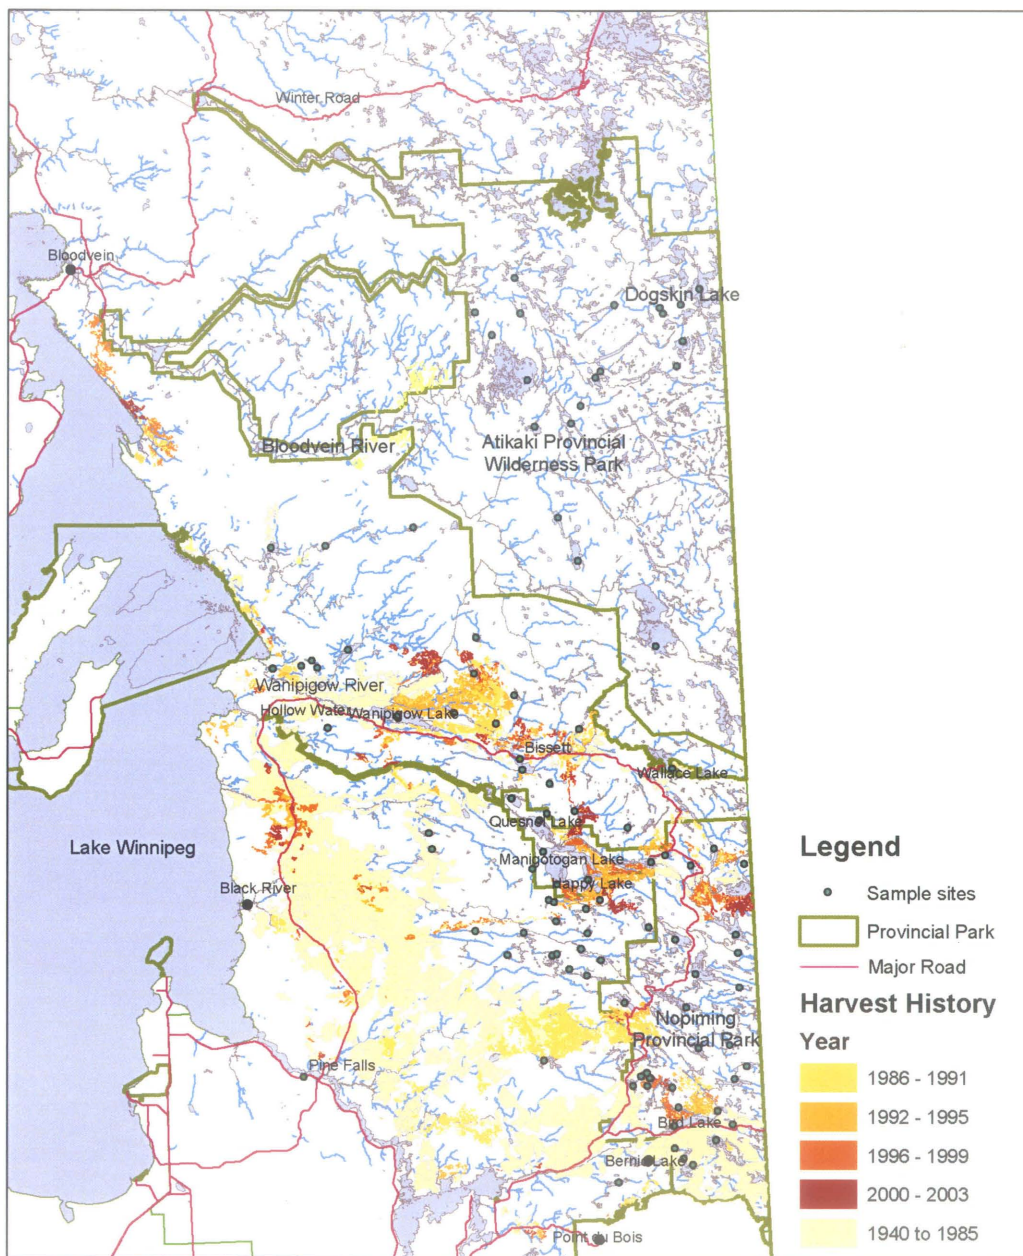 Winter Road
Bloodvein
Dogskin Lake
Bloodvein River
Atikaki Provincial
Wilderness Park
Wanipigow River
Hollow Water
Wanipigow Lake
Bissett
Wallace Lake
Quesnel Lake
Lake Winnipeg
Manigotogan Lake
Happy Lake
Black River
Nopiming
Provincial Park
Pine Falls
Bird Lake
Bernic Lake
Point du Bois
Legend
Sample sites
Provincial Park
Major Road
Harvest History
Year
1986 - 1991
1992 - 1995
1996 - 1999
2000 - 2003
1940 to 1985